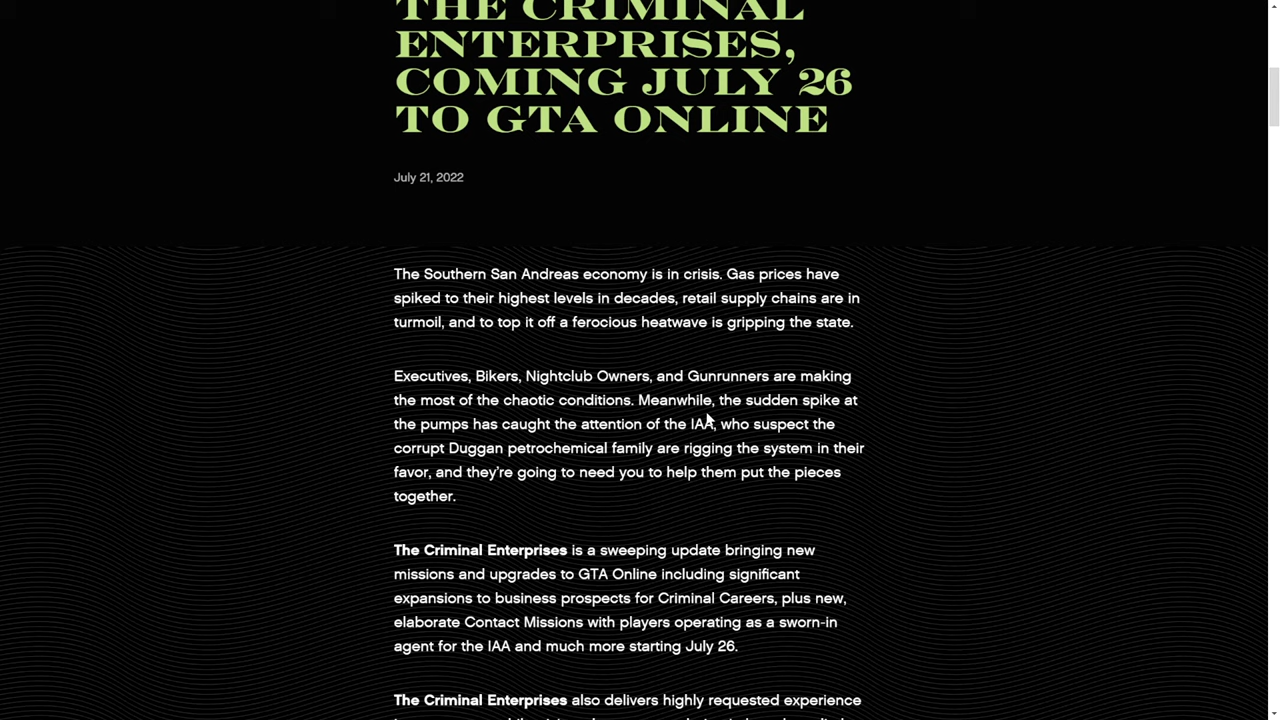 THE CRIMINAL
ENTERPRISES,
COMING JULY 26
TO GTA ONLINE
July 21, 2022
The Southern San Andreas economy is in crisis. Gas prices have
spiked to their highest levels in decades, retail supply chains are in
turmoil, and to top it off a ferocious heatwave is gripping the state.
Executives, Bikers, Nightclub Owners, and Gunrunners are making
the most of the chaotic conditions. Meanwhile, the sudden spike at
the pumps has caught the attention of the IAA, who suspect the
corrupt Duggan petrochemical family are rigging the system in their
favor, and they're going to need you to help them put the pieces
together.
The Criminal Enterprises is a sweeping update bringing new
missions and upgrades to GTA Online including significant
expansions to business prospects for Criminal Careers, plus new,
elaborate Contact Missions with players operating as a sworn-in
agent for the IAA and much more starting July 26.
The Criminal Enterprises also delivers highly requested experience